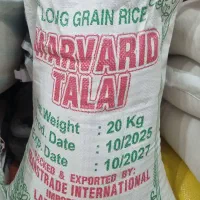 LONG GRAIN RICE
MARVARID
TALAI
Weight : 20 Kg
Date : 10/2025
Date : 10/2027
& EXPORTED BY:
INTERNATIONAL